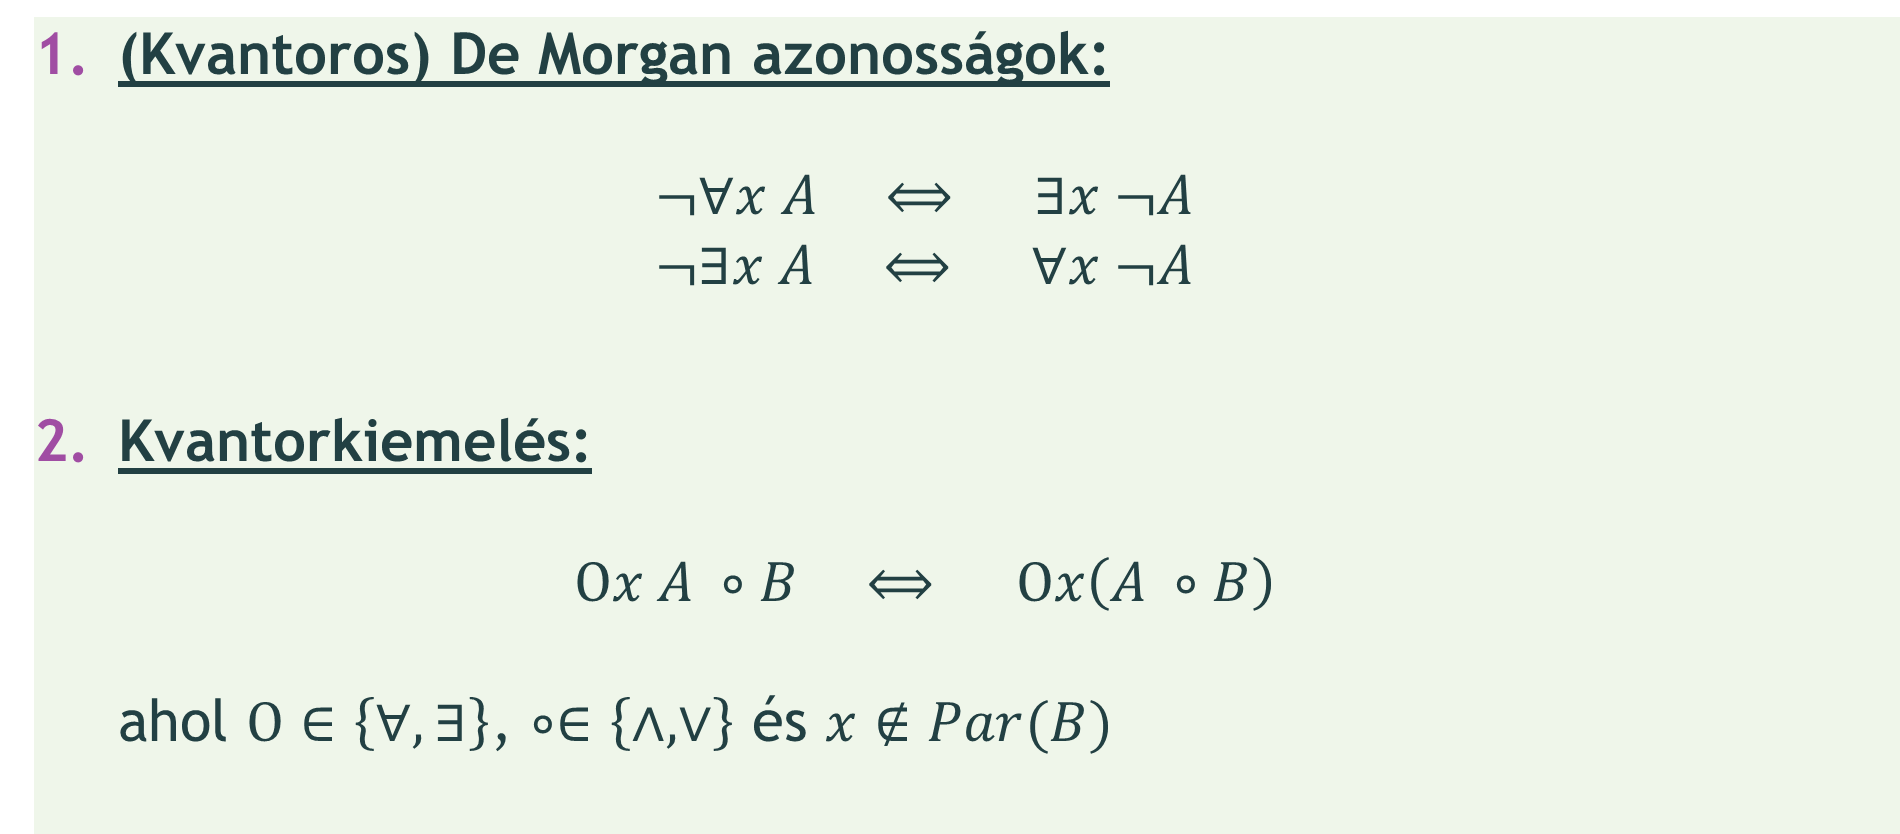 1. (Kvantoros) De Morgan azonosságok:
¬∀x A ⟺ ∃x ¬A
¬∃x A ⟺ ∀x ¬A
2. Kvantorkiemelés:
Ox A ∘ B ⟺ Ox(A ∘ B)
ahol O ∈ {∀, ∃}, ∘∈ {∧,∨} és x ∉ Par(B)